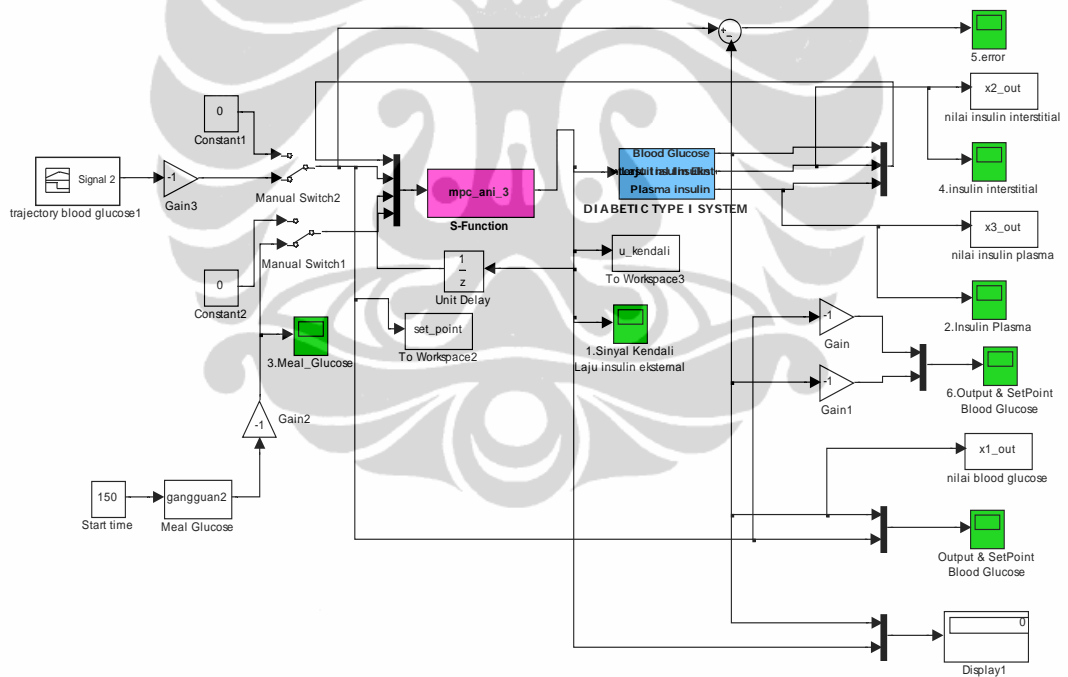 5.error
x2_out
nilai insulin interstitial
0
Constant1
Signal 2
trajectory blood glucose1
-1
Gain3
Manual Switch2
mpc_ani_3
S-Function
Blood Glucose
Plasma insulin
DIABETIC TYPE I SYSTEM
4.insulin interstitial
x3_out
nilai insulin plasma
Manual Switch1
0
Constant2
1
z
Unit Delay
u_kendali
To Workspace3
set_point
To Workspace2
3.Meal_Glucose
1.Sinyal Kendali
Laju insulin eksternal
2.Insulin Plasma
-1
Gain
-1
Gain1
6.Output & SetPoint
Blood Glucose
-1
Gain2
x1_out
nilai blood glucose
150
Start time
gangguan2
Meal Glucose
Output & SetPoint
Blood Glucose
0
Display1